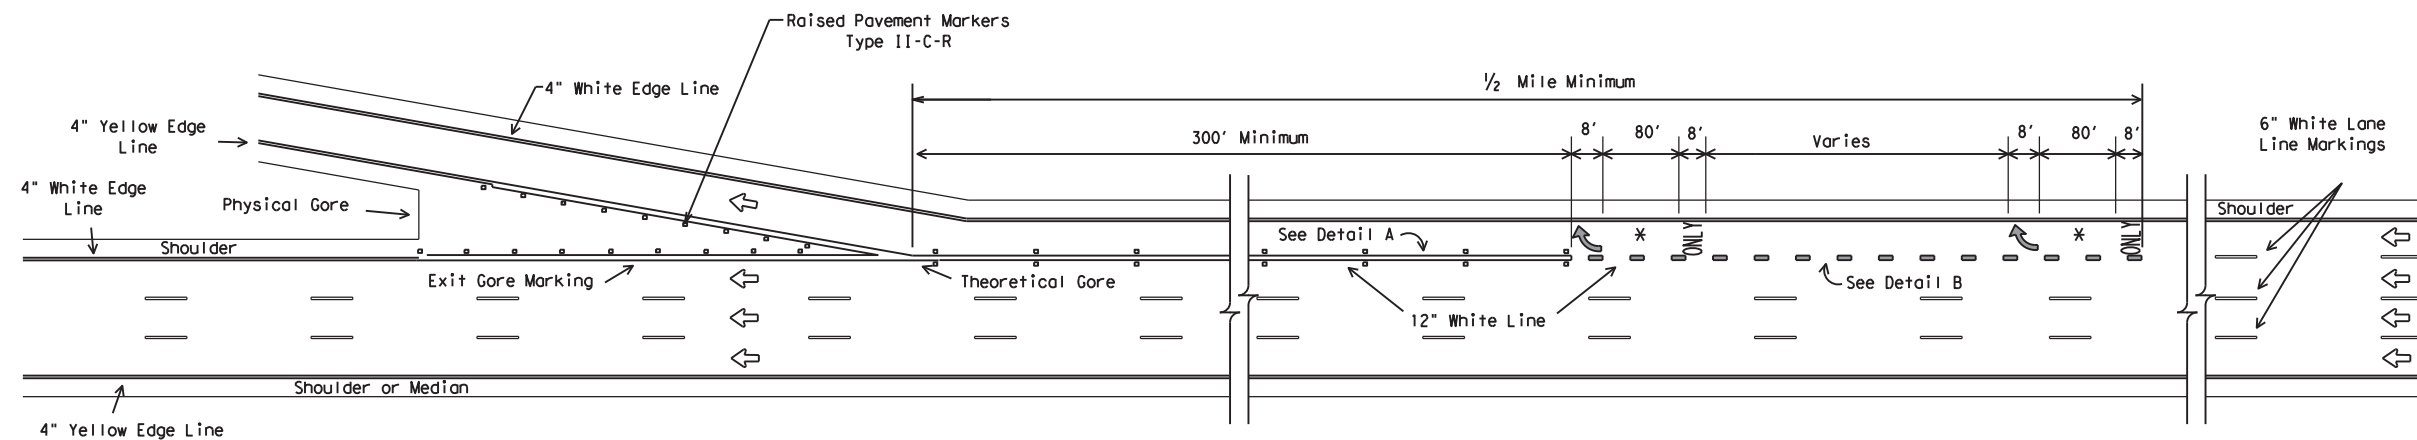 Raised Pavement Markers
Type II-C-R
4" White Edge Line
½ Mile Minimum
4" Yellow Edge
Line
300' Minimum
8'
80'
8'
Varies
8'
80'
8'
6" White Lane
Line Markings
4" White Edge
Line
Physical Gore
Shoulder
Shoulder
See Detail A
*
ONLY
*
ONLY
Exit Gore Marking
Theoretical Gore
See Detail B
12" White Line
Shoulder or Median
4" Yellow Edge Line